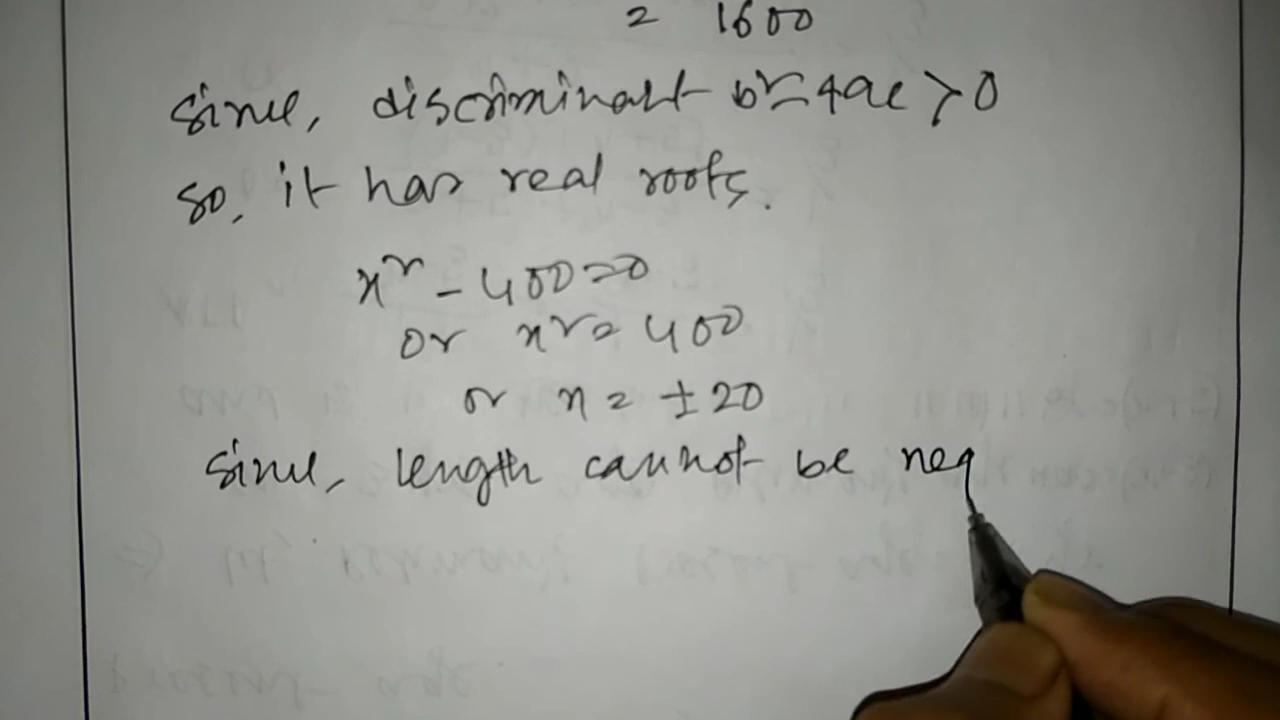 = 1600
Since, discriminant b²-4ac > 0
So, it has real roots.
x² - 400 = 0
or x² = 400
or x = ± 20
Since, length cannot be neg